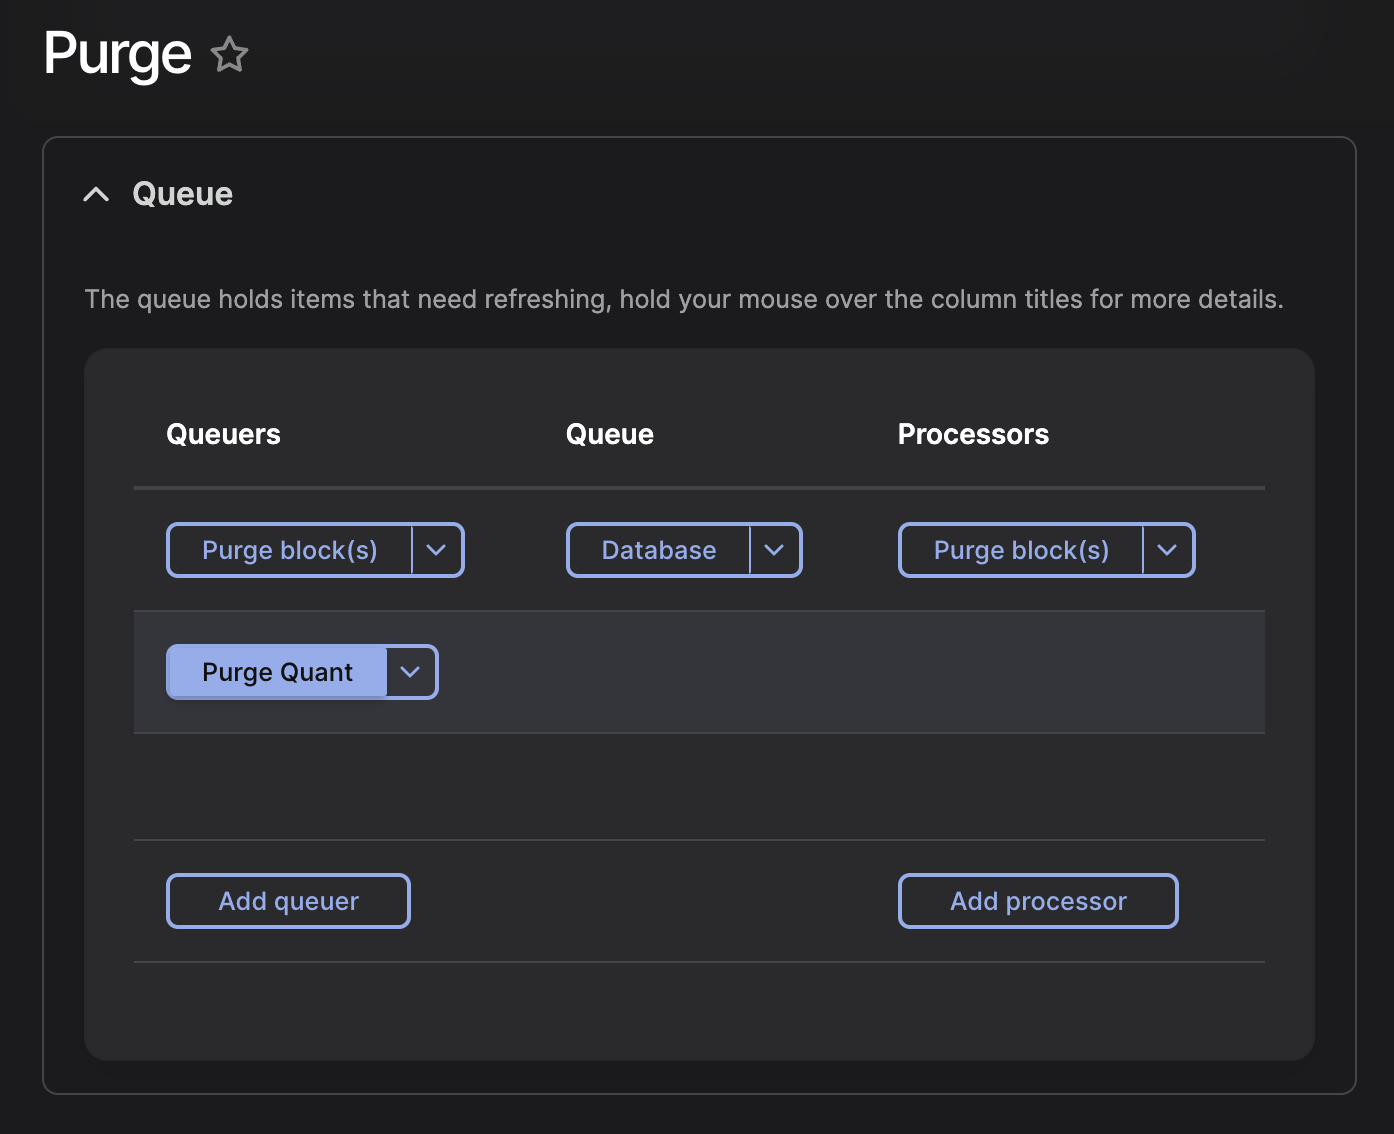 Purge
Queue
The queue holds items that need refreshing, hold your mouse over the column titles for more details.
Queuers Queue Processors
Purge block(s) Database Purge block(s)
Purge Quant
Add queuer Add processor